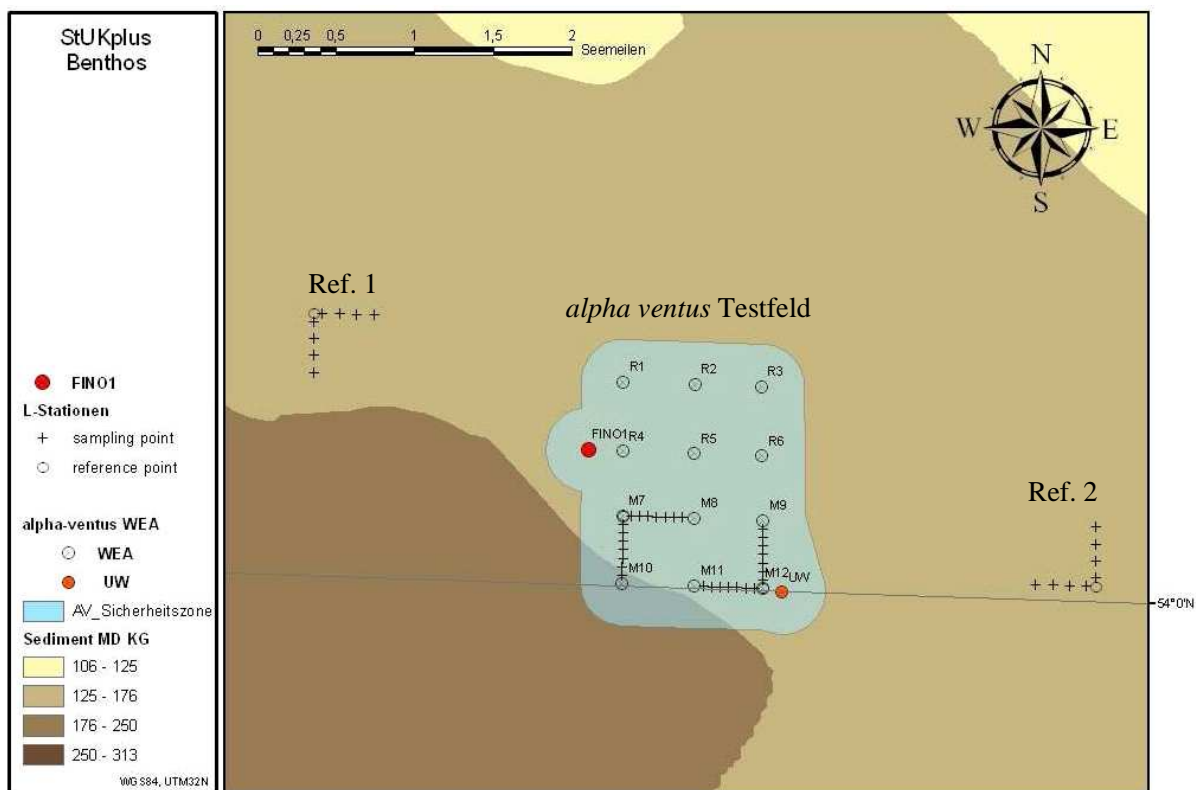 StUKplus
Benthos
FINO1
L-Stationen
sampling point
reference point
alpha-ventus WEA
WEA
UW
AV_Sicherheitszone
Sediment MD KG
106 - 125
125 - 176
176 - 250
250 - 313
WGS84, UTM32N
0 0,25 0,5 1 1,5 2
Seemeilen
N
W E
S
Ref. 1
alpha ventus Testfeld
R1 R2 R3
FINO1 R4 R5 R6
Ref. 2
M7 M8 M9
M10 M11 M12 UW
54°0'N